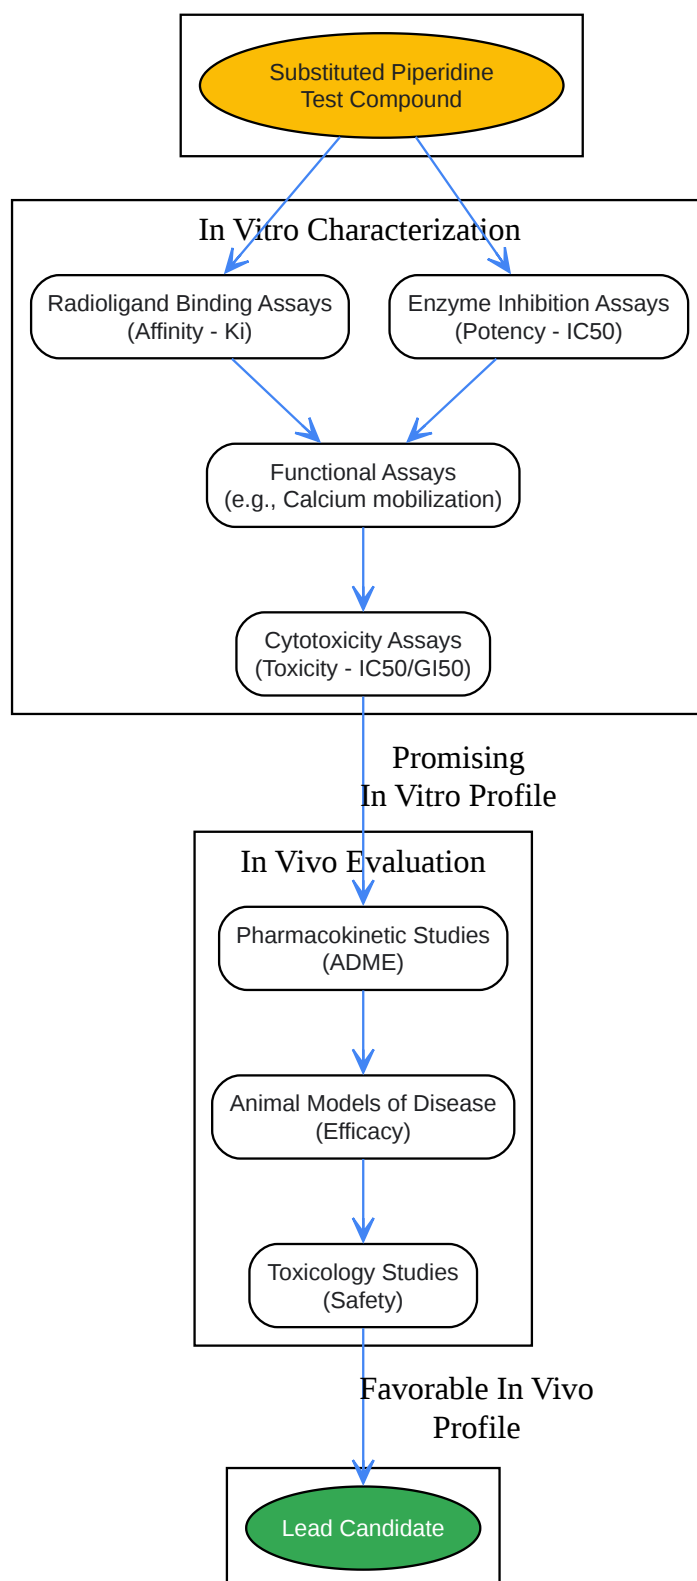 Substituted Piperidine
Test Compound
In Vitro Characterization
Radioligand Binding Assays
(Affinity - Ki)
Enzyme Inhibition Assays
(Potency - IC50)
Functional Assays
(e.g., Calcium mobilization)
Cytotoxicity Assays
(Toxicity - IC50/GI50)
Promising
In Vitro Profile
In Vivo Evaluation
Pharmacokinetic Studies
(ADME)
Animal Models of Disease
(Efficacy)
Toxicology Studies
(Safety)
Favorable In Vivo
Profile
Lead Candidate